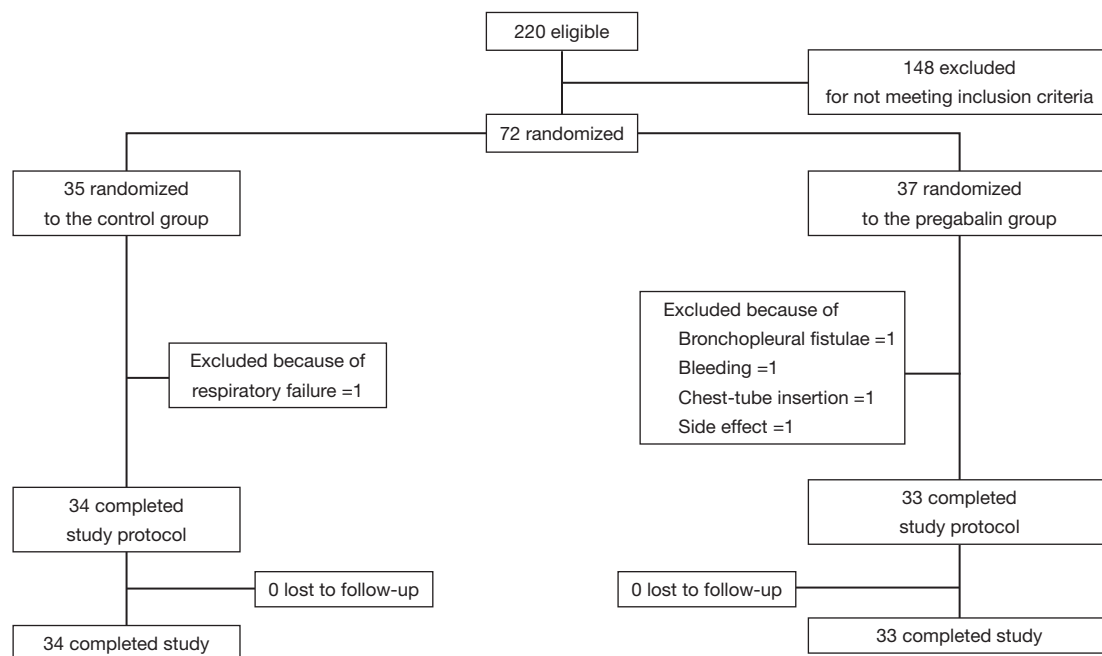 220 eligible
148 excluded
for not meeting inclusion criteria
72 randomized
35 randomized
to the control group
37 randomized
to the pregabalin group
Excluded because of
respiratory failure =1
Excluded because of
Bronchopleural fistulae =1
Bleeding =1
Chest-tube insertion =1
Side effect =1
34 completed
study protocol
33 completed
study protocol
0 lost to follow-up
0 lost to follow-up
34 completed study
33 completed study